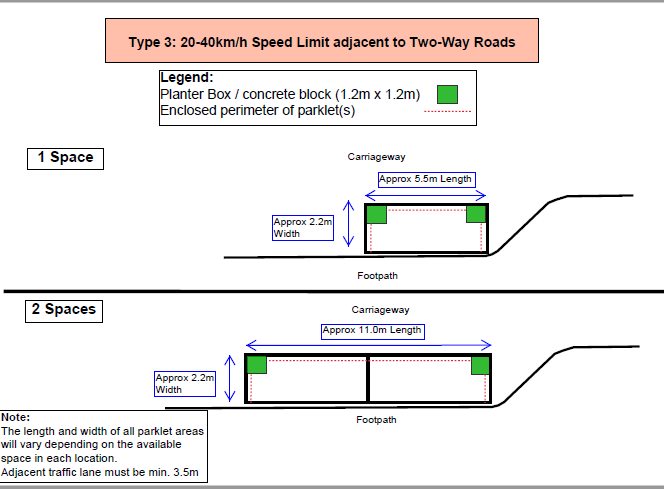 Type 3: 20-40km/h Speed Limit adjacent to Two-Way Roads
Legend:
Planter Box / concrete block (1.2m x 1.2m)
Enclosed perimeter of parklet(s)
1 Space
Carriageway
Approx 5.5m Length
Approx 2.2m
Width
Footpath
2 Spaces
Carriageway
Approx 11.0m Length
Approx 2.2m
Width
Footpath
Note:
The length and width of all parklet areas
will vary depending on the available
space in each location.
Adjacent traffic lane must be min. 3.5m